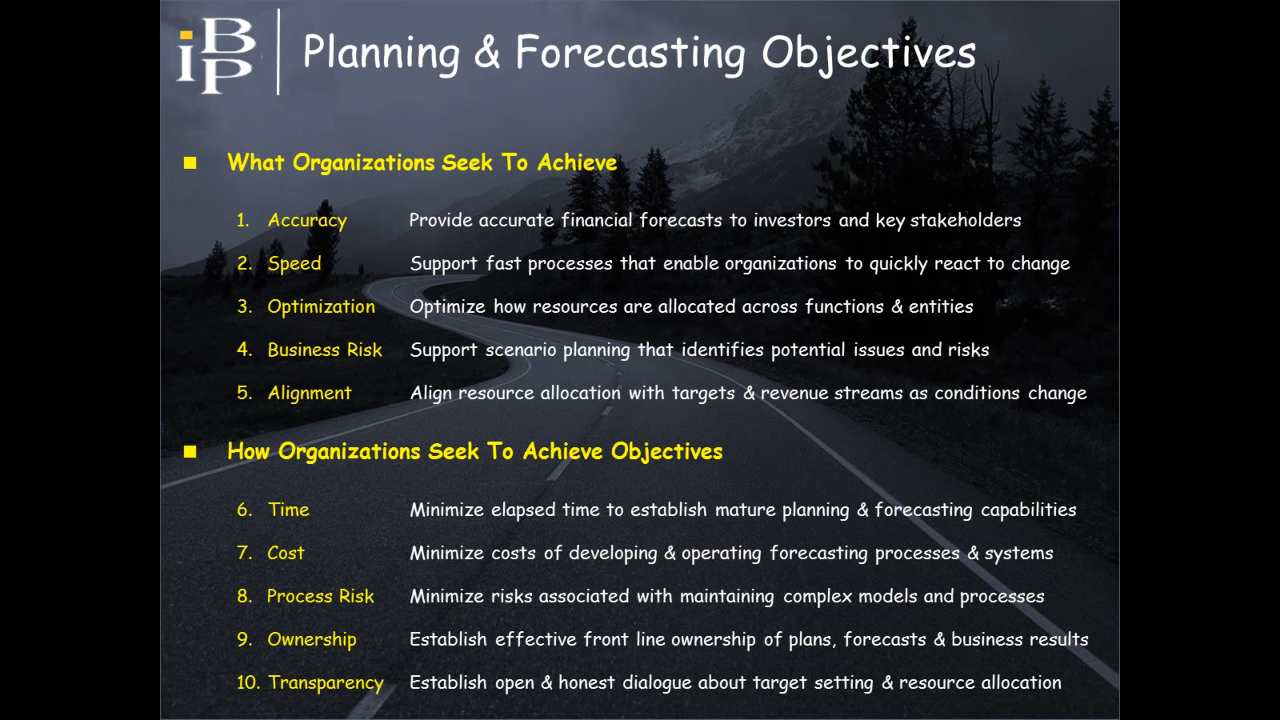 iBP
Planning & Forecasting Objectives
What Organizations Seek To Achieve
1. Accuracy Provide accurate financial forecasts to investors and key stakeholders
2. Speed Support fast processes that enable organizations to quickly react to change
3. Optimization Optimize how resources are allocated across functions & entities
4. Business Risk Support scenario planning that identifies potential issues and risks
5. Alignment Align resource allocation with targets & revenue streams as conditions change
How Organizations Seek To Achieve Objectives
6. Time Minimize elapsed time to establish mature planning & forecasting capabilities
7. Cost Minimize costs of developing & operating forecasting processes & systems
8. Process Risk Minimize risks associated with maintaining complex models and processes
9. Ownership Establish effective front line ownership of plans, forecasts & business results
10. Transparency Establish open & honest dialogue about target setting & resource allocation